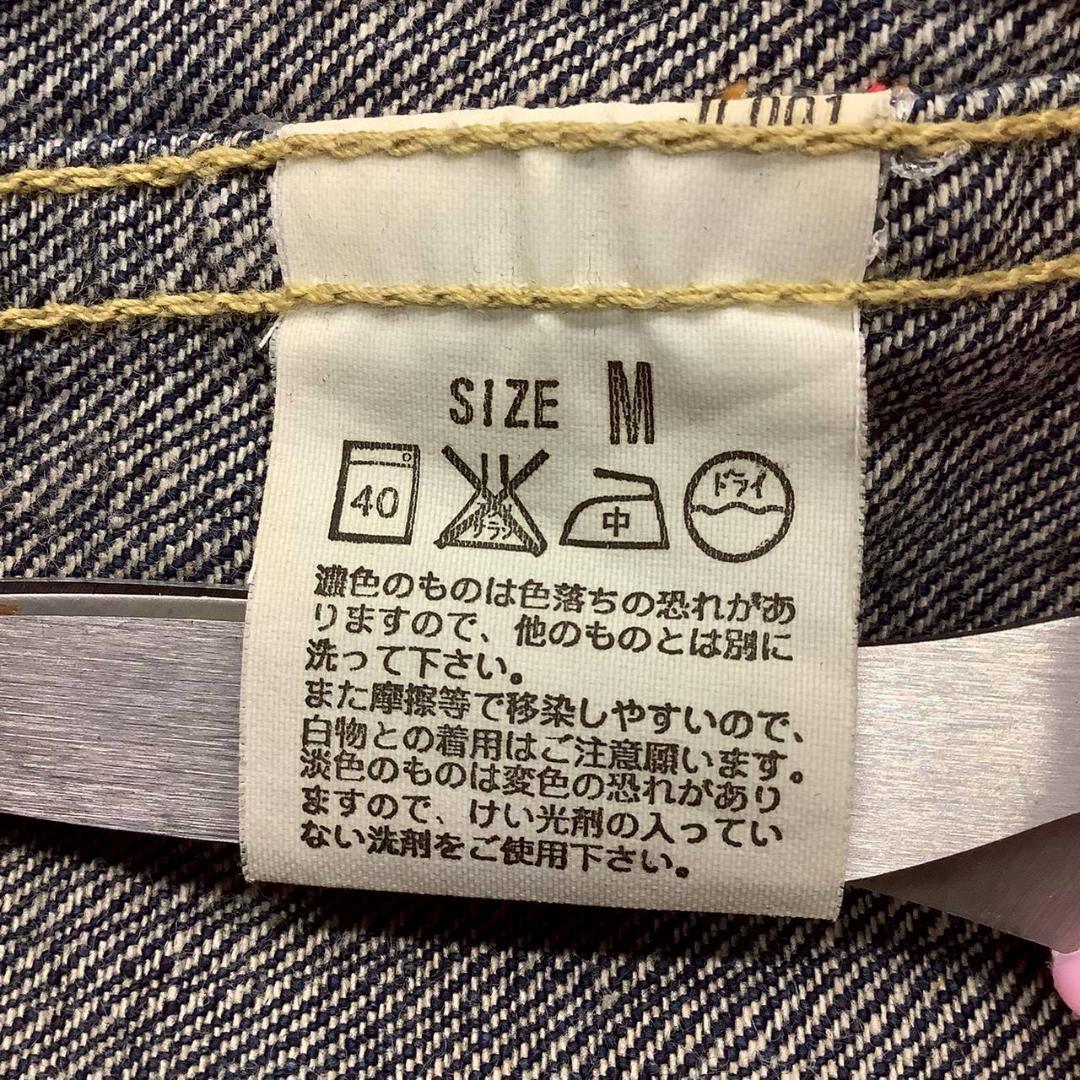 SIZE M
40 中 ドライ
濃色のものは色落ちの恐れがあ
りますので、他のものとは別に
洗って下さい。
また摩擦等で移染しやすいので、
白物との着用はご注意願います。
淡色のものは変色の恐れがあり
ますので、けい光剤の入ってい
ない洗剤をご使用下さい。